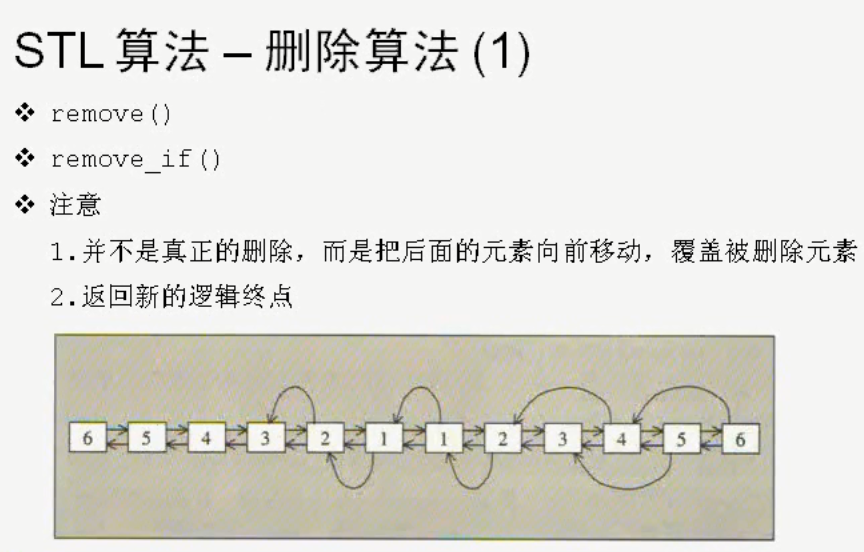 STL 算法 – 删除算法 (1)
❖ remove()
❖ remove_if()
❖ 注意
1.并不是真正的删除，而是把后面的元素向前移动，覆盖被删除元素
2.返回新的逻辑终点
6 5 4 3 2 1 1 2 3 4 5 6